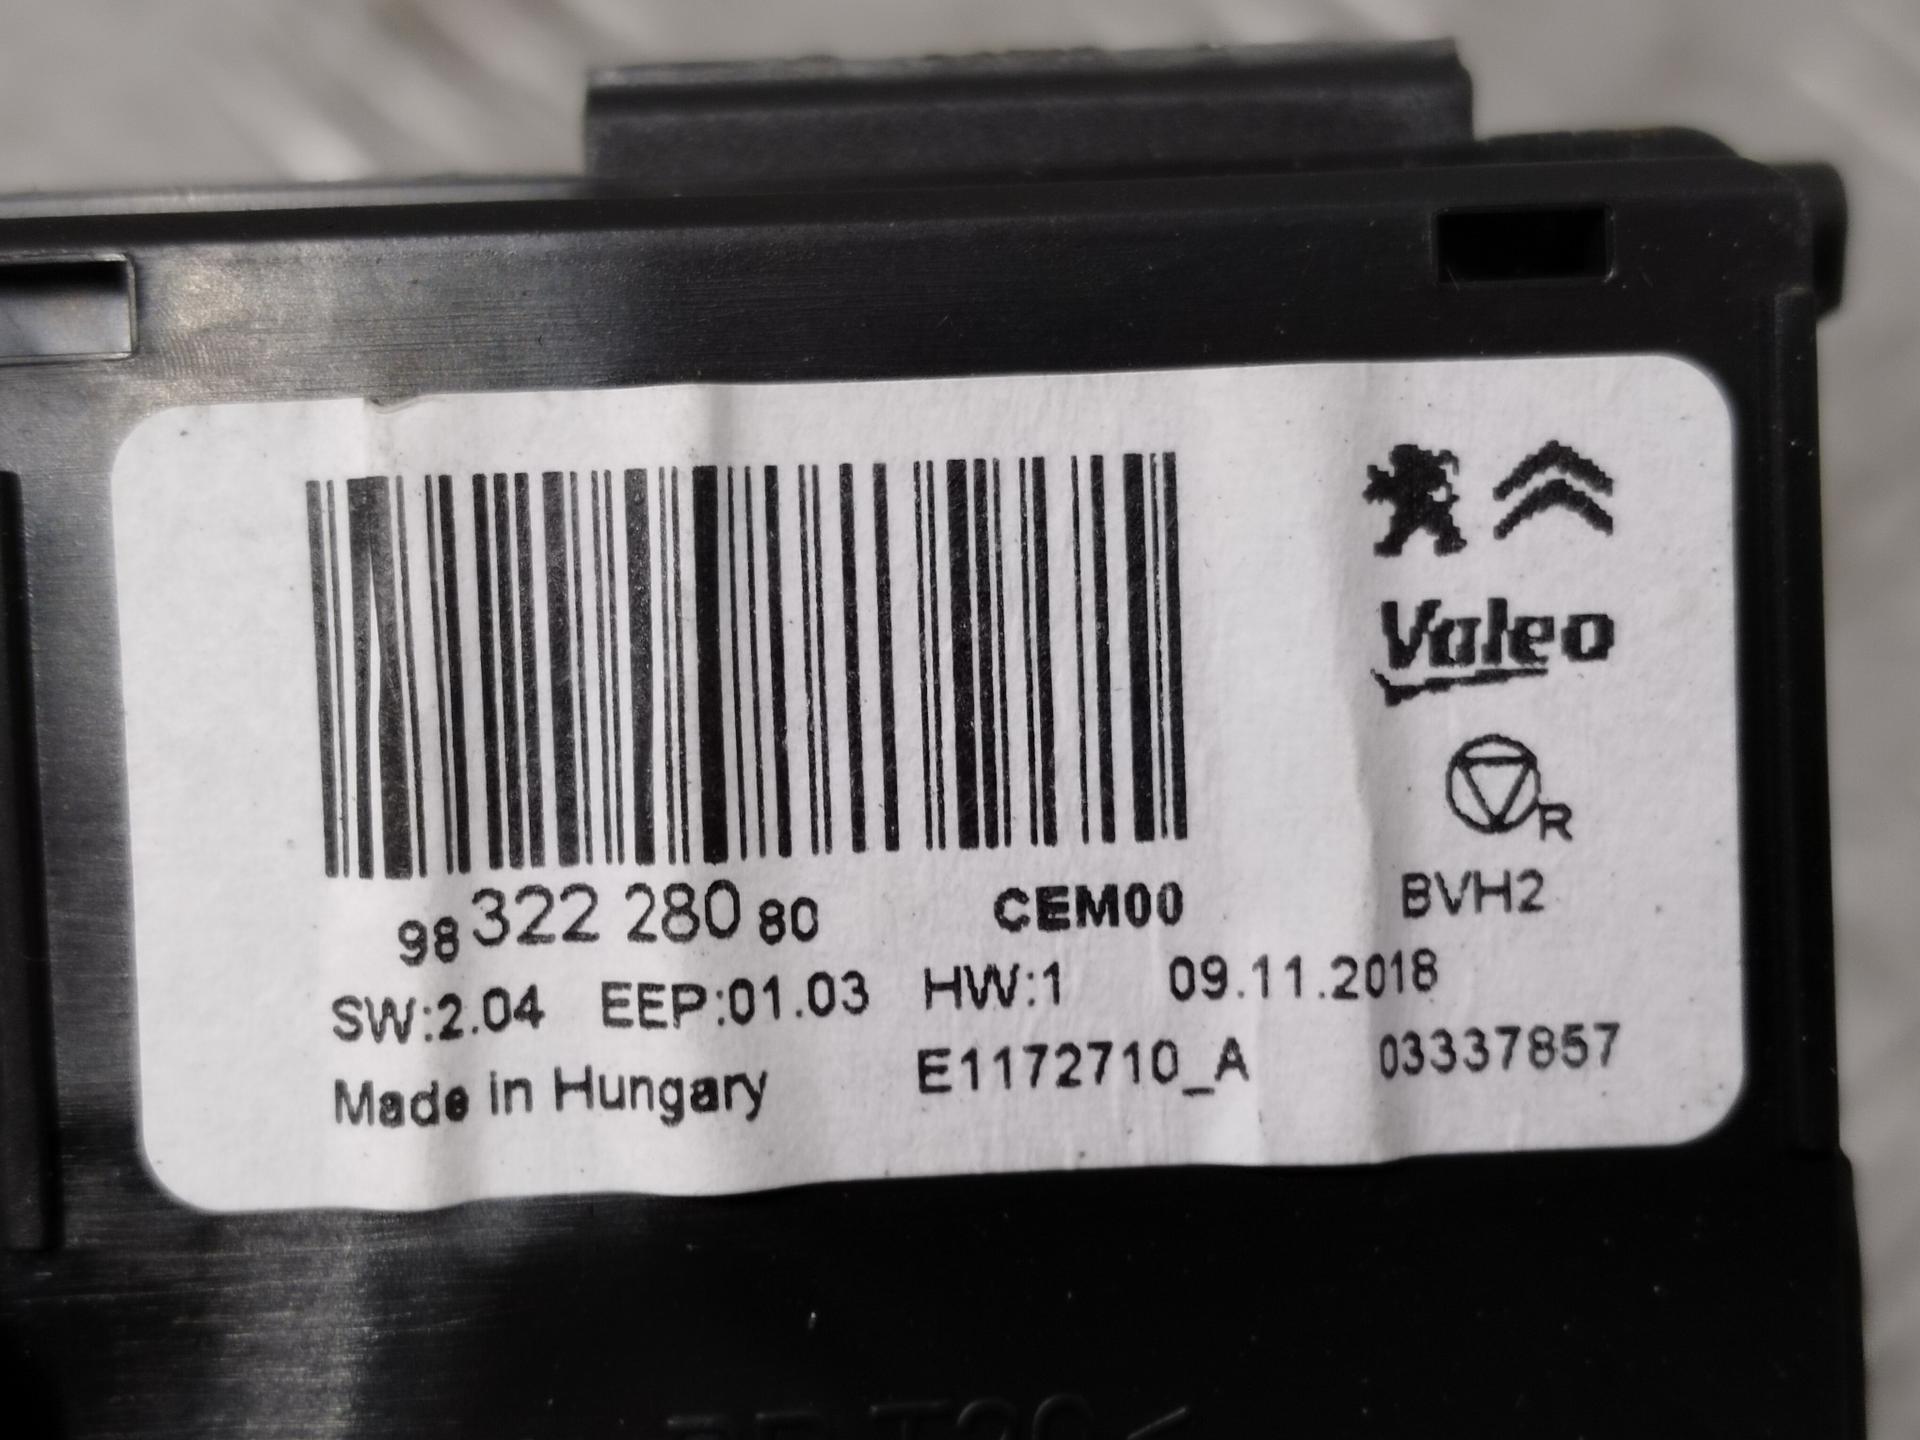 Valeo
R
98 322 280 80 CEM00 BVH2
SW:2.04 EEP:01.03 HW:1 09.11.2018
Made in Hungary E1172710_A 03337857